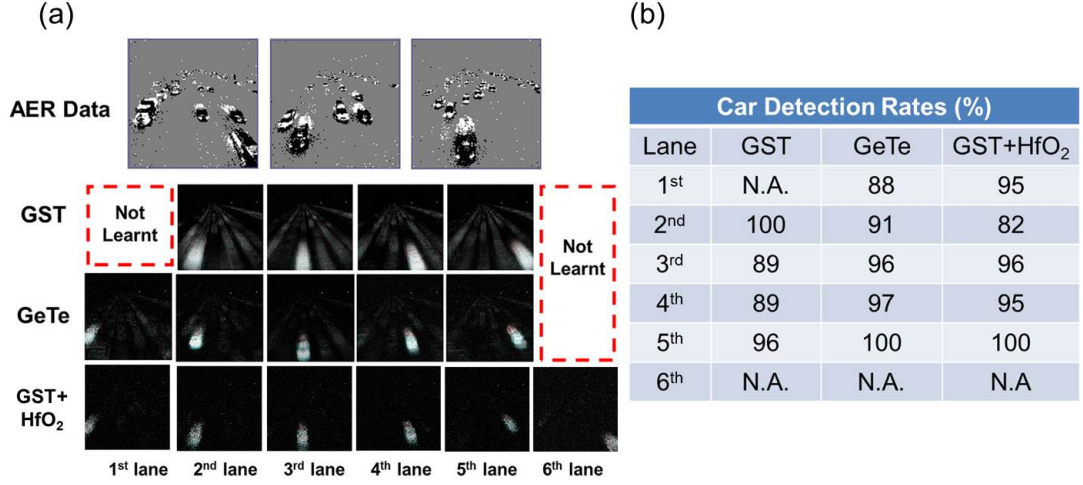 (a)
AER Data
GST
Not
Learnt
Not
Learnt
GeTe
GST+
HfO₂
1ˢᵗ lane 2ⁿᵈ lane 3ʳᵈ lane 4ᵗʰ lane 5ᵗʰ lane 6ᵗʰ lane
(b)
Car Detection Rates (%)
Lane GST GeTe GST+HfO₂
1ˢᵗ N.A. 88 95
2ⁿᵈ 100 91 82
3ʳᵈ 89 96 96
4ᵗʰ 89 97 95
5ᵗʰ 96 100 100
6ᵗʰ N.A. N.A. N.A